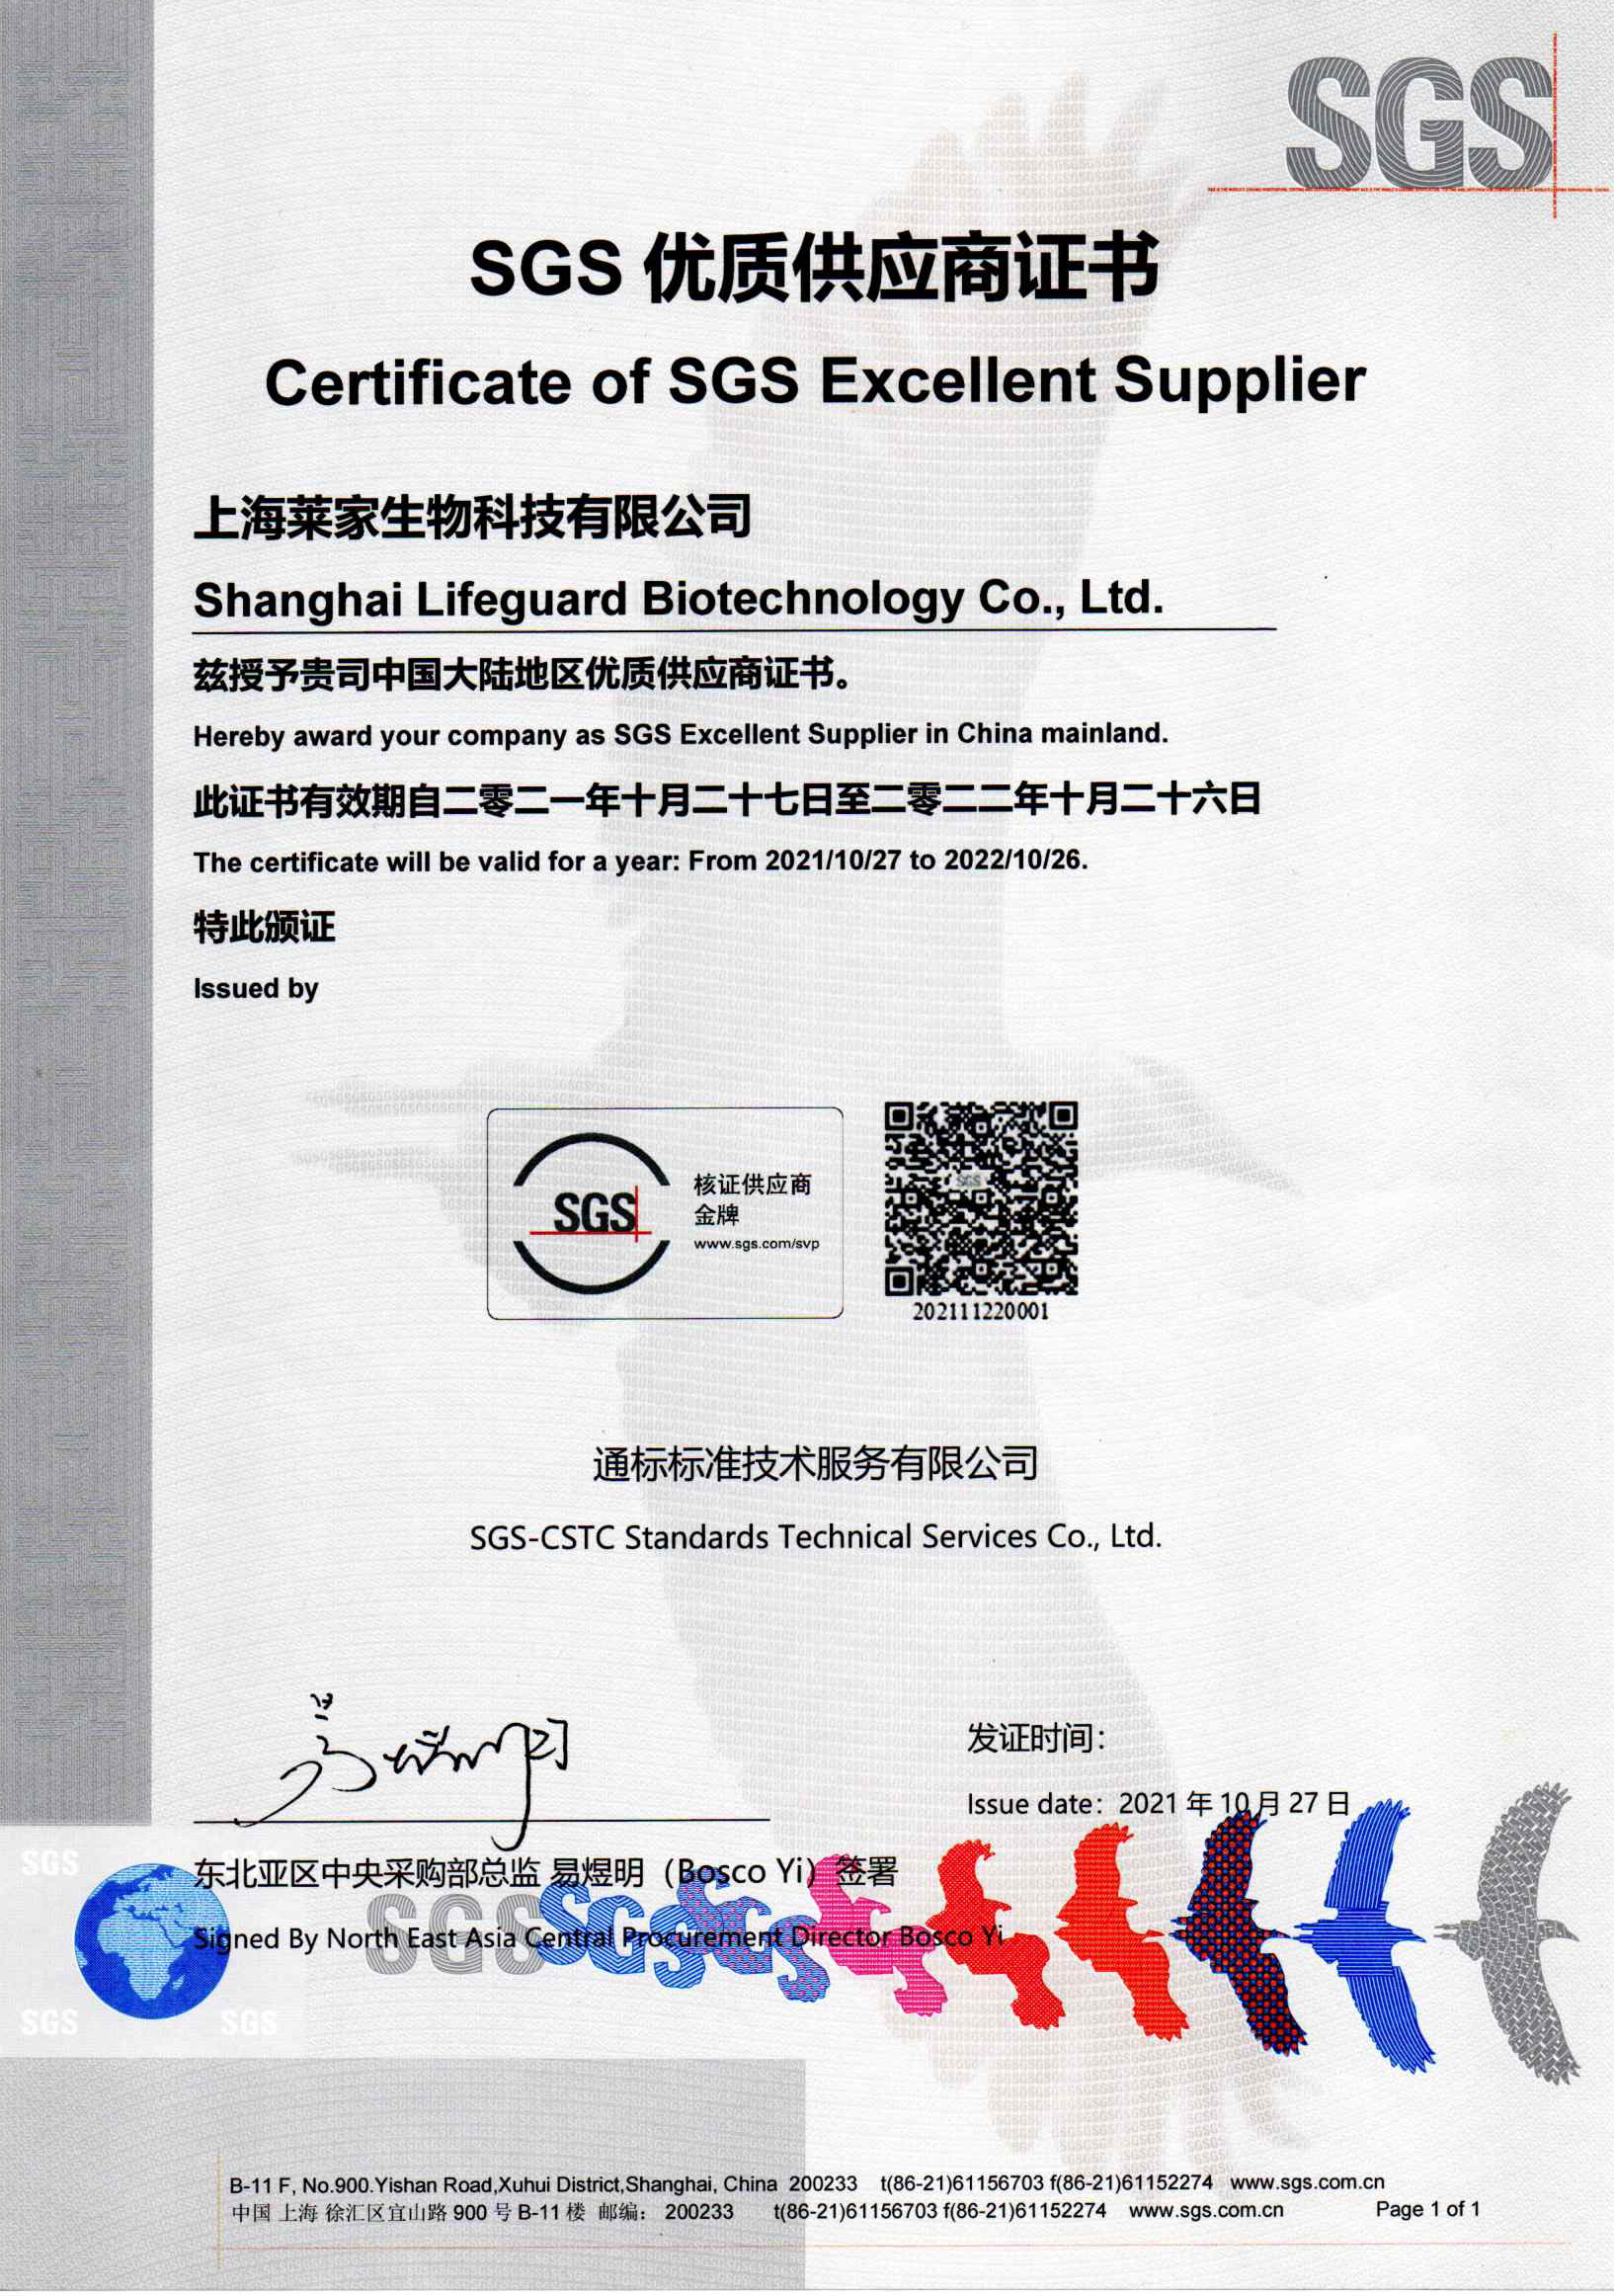 SGS
SGS 优质供应商证书
Certificate of SGS Excellent Supplier
上海莱家生物科技有限公司
Shanghai Lifeguard Biotechnology Co., Ltd.
兹授予贵司中国大陆地区优质供应商证书。
Hereby award your company as SGS Excellent Supplier in China mainland.
此证书有效期自二零二一年十月二十七日至二零二二年十月二十六日
The certificate will be valid for a year: From 2021/10/27 to 2022/10/26.
特此颁证
Issued by
SGS
核证供应商
金牌
www.sgs.com/svp
SGS
202111220001
通标标准技术服务有限公司
SGS-CSTC Standards Technical Services Co., Ltd.
易煜明
发证时间：
Issue date：2021 年 10 月 27 日
SGS
东北亚区中央采购部总监 易煜明（Bosco Yi）签署
SGS SGS SGS
Signed By North East Asia Central Procurement Director Bosco Yi
SGS SGS
B-11 F, No.900.Yishan Road,Xuhui District,Shanghai, China 200233 t(86-21)61156703 f(86-21)61152274 www.sgs.com.cn
中国 上海 徐汇区宜山路 900 号 B-11 楼 邮编： 200233 t(86-21)61156703 f(86-21)61152274 www.sgs.com.cn Page 1 of 1